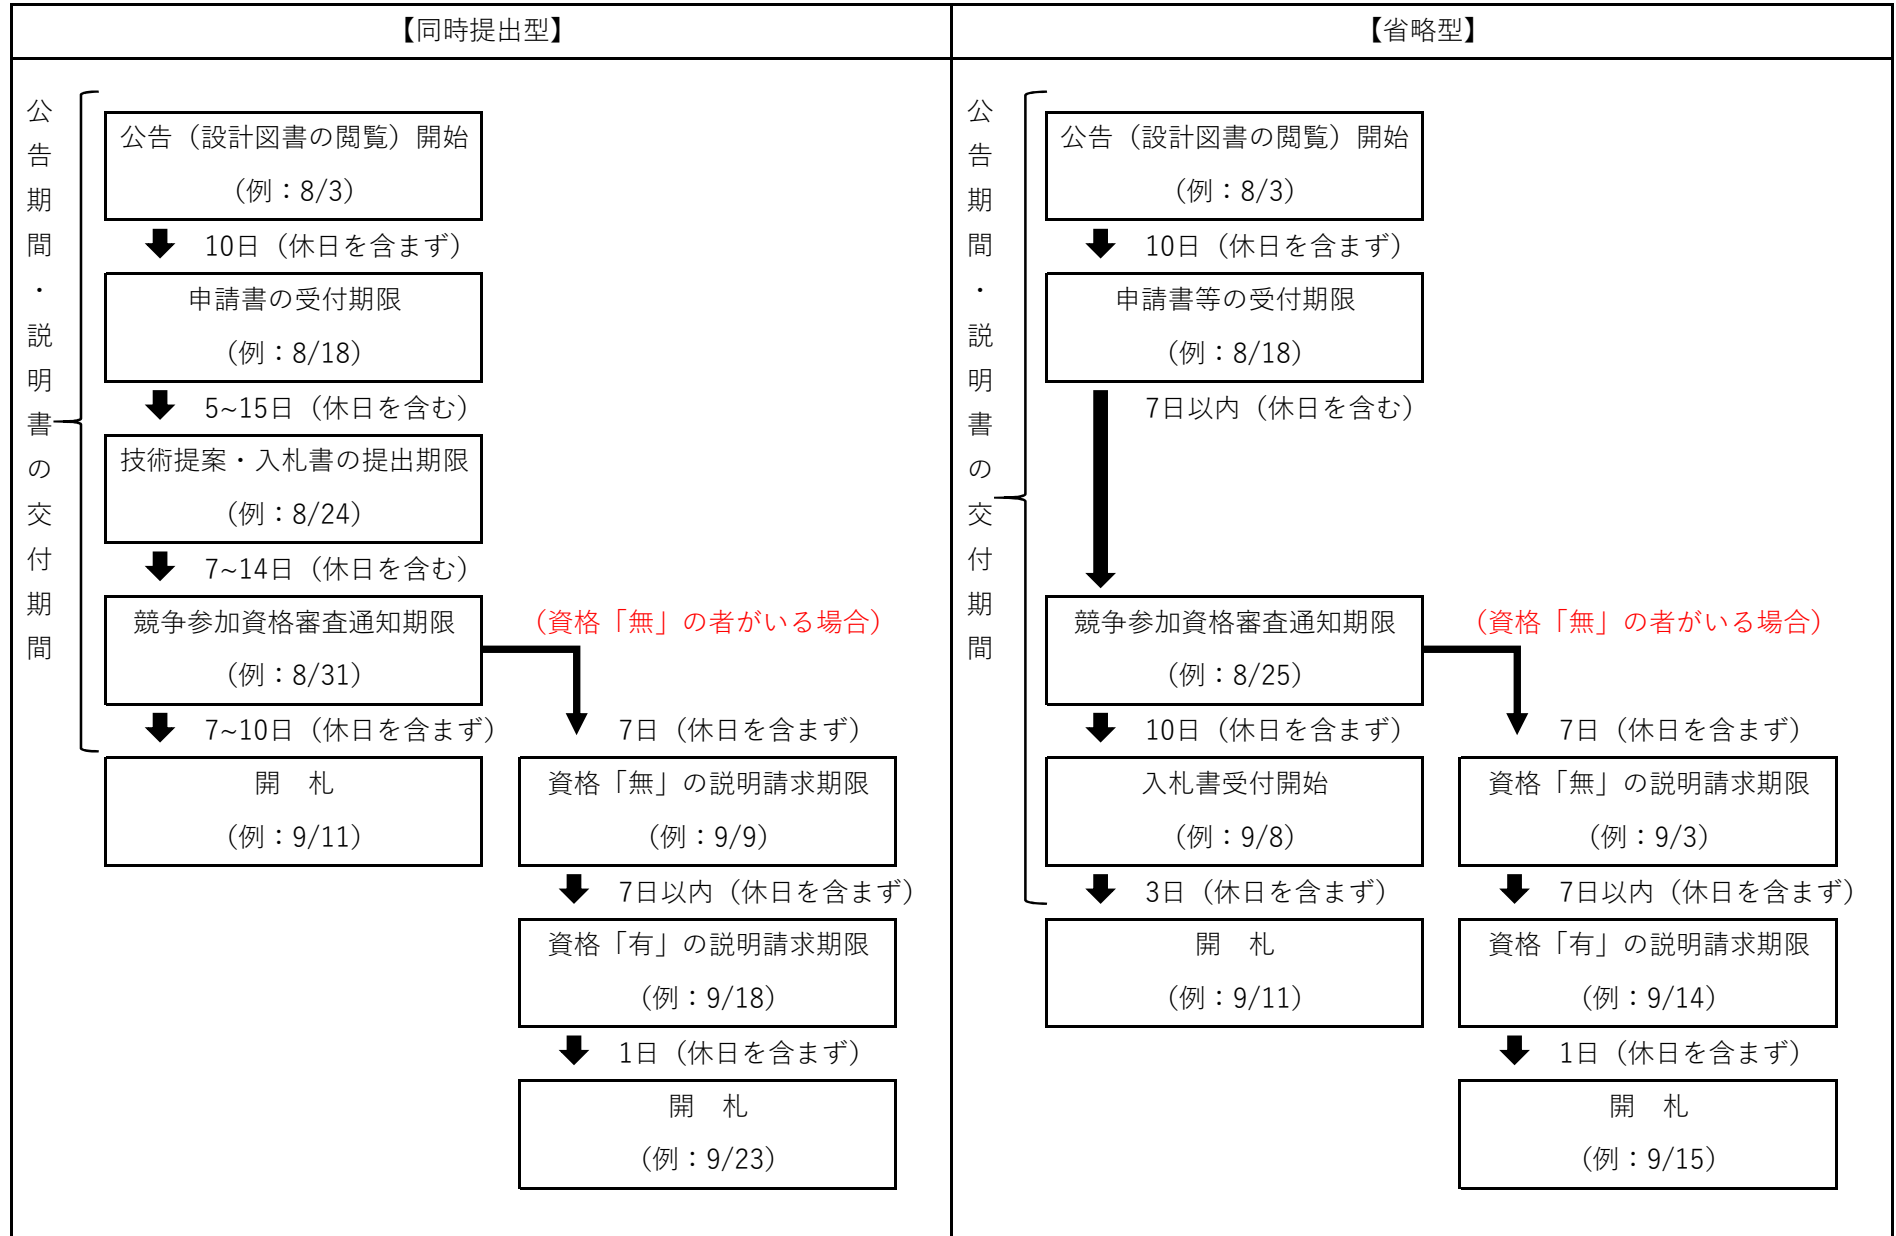 【同時提出型】
公告期間・説明書の交付期間
公告（設計図書の閲覧）開始
（例：8/3）
10日（休日を含まず）
申請書の受付期限
（例：8/18）
5~15日（休日を含む）
技術提案・入札書の提出期限
（例：8/24）
7~14日（休日を含む）
競争参加資格審査通知期限
（例：8/31）
7~10日（休日を含まず）
開　札
（例：9/11）
（資格「無」の者がいる場合）
7日（休日を含まず）
資格「無」の説明請求期限
（例：9/9）
7日以内（休日を含まず）
資格「有」の説明請求期限
（例：9/18）
1日（休日を含まず）
開　札
（例：9/23）
【省略型】
公告期間・説明書の交付期間
公告（設計図書の閲覧）開始
（例：8/3）
10日（休日を含まず）
申請書等の受付期限
（例：8/18）
7日以内（休日を含む）
競争参加資格審査通知期限
（例：8/25）
10日（休日を含まず）
入札書受付開始
（例：9/8）
3日（休日を含まず）
開　札
（例：9/11）
（資格「無」の者がいる場合）
7日（休日を含まず）
資格「無」の説明請求期限
（例：9/3）
7日以内（休日を含まず）
資格「有」の説明請求期限
（例：9/14）
1日（休日を含まず）
開　札
（例：9/15）